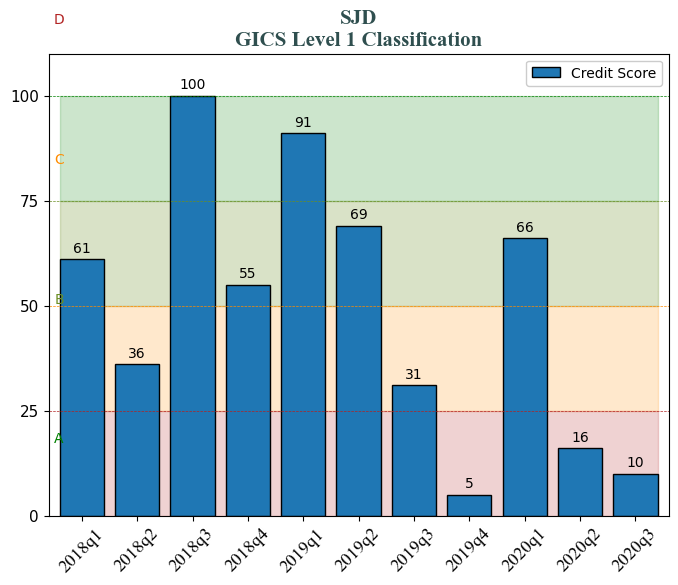 D
SJD
GICS Level 1 Classification
Credit Score
100
75
50
25
0
C
B
A
61
36
100
55
91
69
31
5
66
16
10
2018q1
2018q2
2018q3
2018q4
2019q1
2019q2
2019q3
2019q4
2020q1
2020q2
2020q3